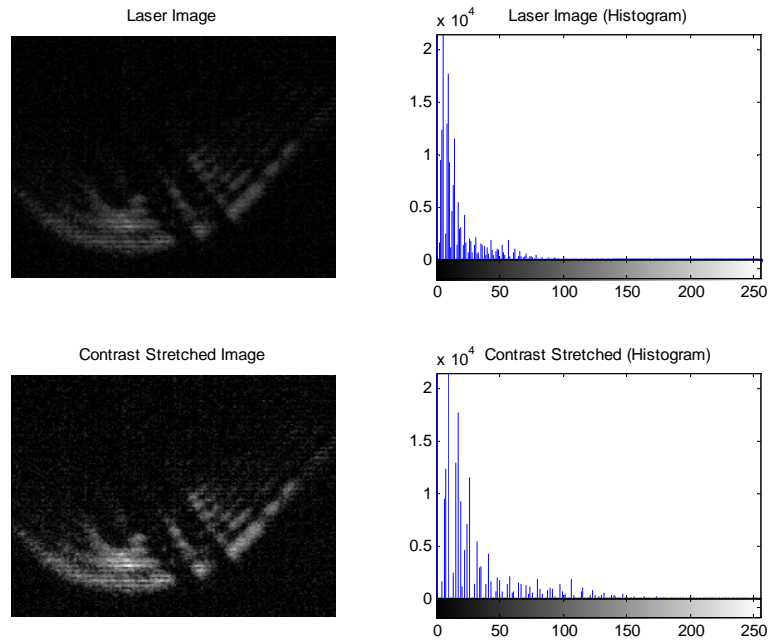 Laser Image
Laser Image (Histogram)
x 10^4
2
1.5
1
0.5
0
0 50 100 150 200 250
Contrast Stretched Image
x 10^4 Contrast Stretched (Histogram)
2
1.5
1
0.5
0
0 50 100 150 200 250